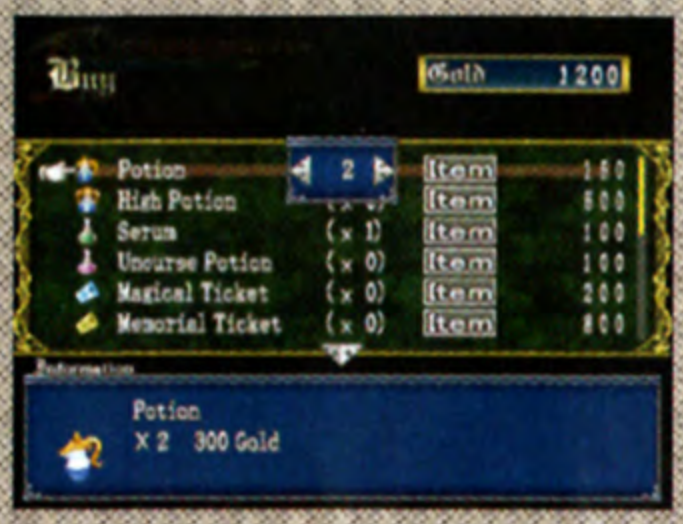 Buy
Gold 1200
Potion 2 Item 150
High Potion Item 500
Serum (x 1) Item 100
Uncurse Potion (x 0) Item 100
Magical Ticket (x 0) Item 200
Memorial Ticket (x 0) Item 800
Information
Potion
X 2 300 Gold